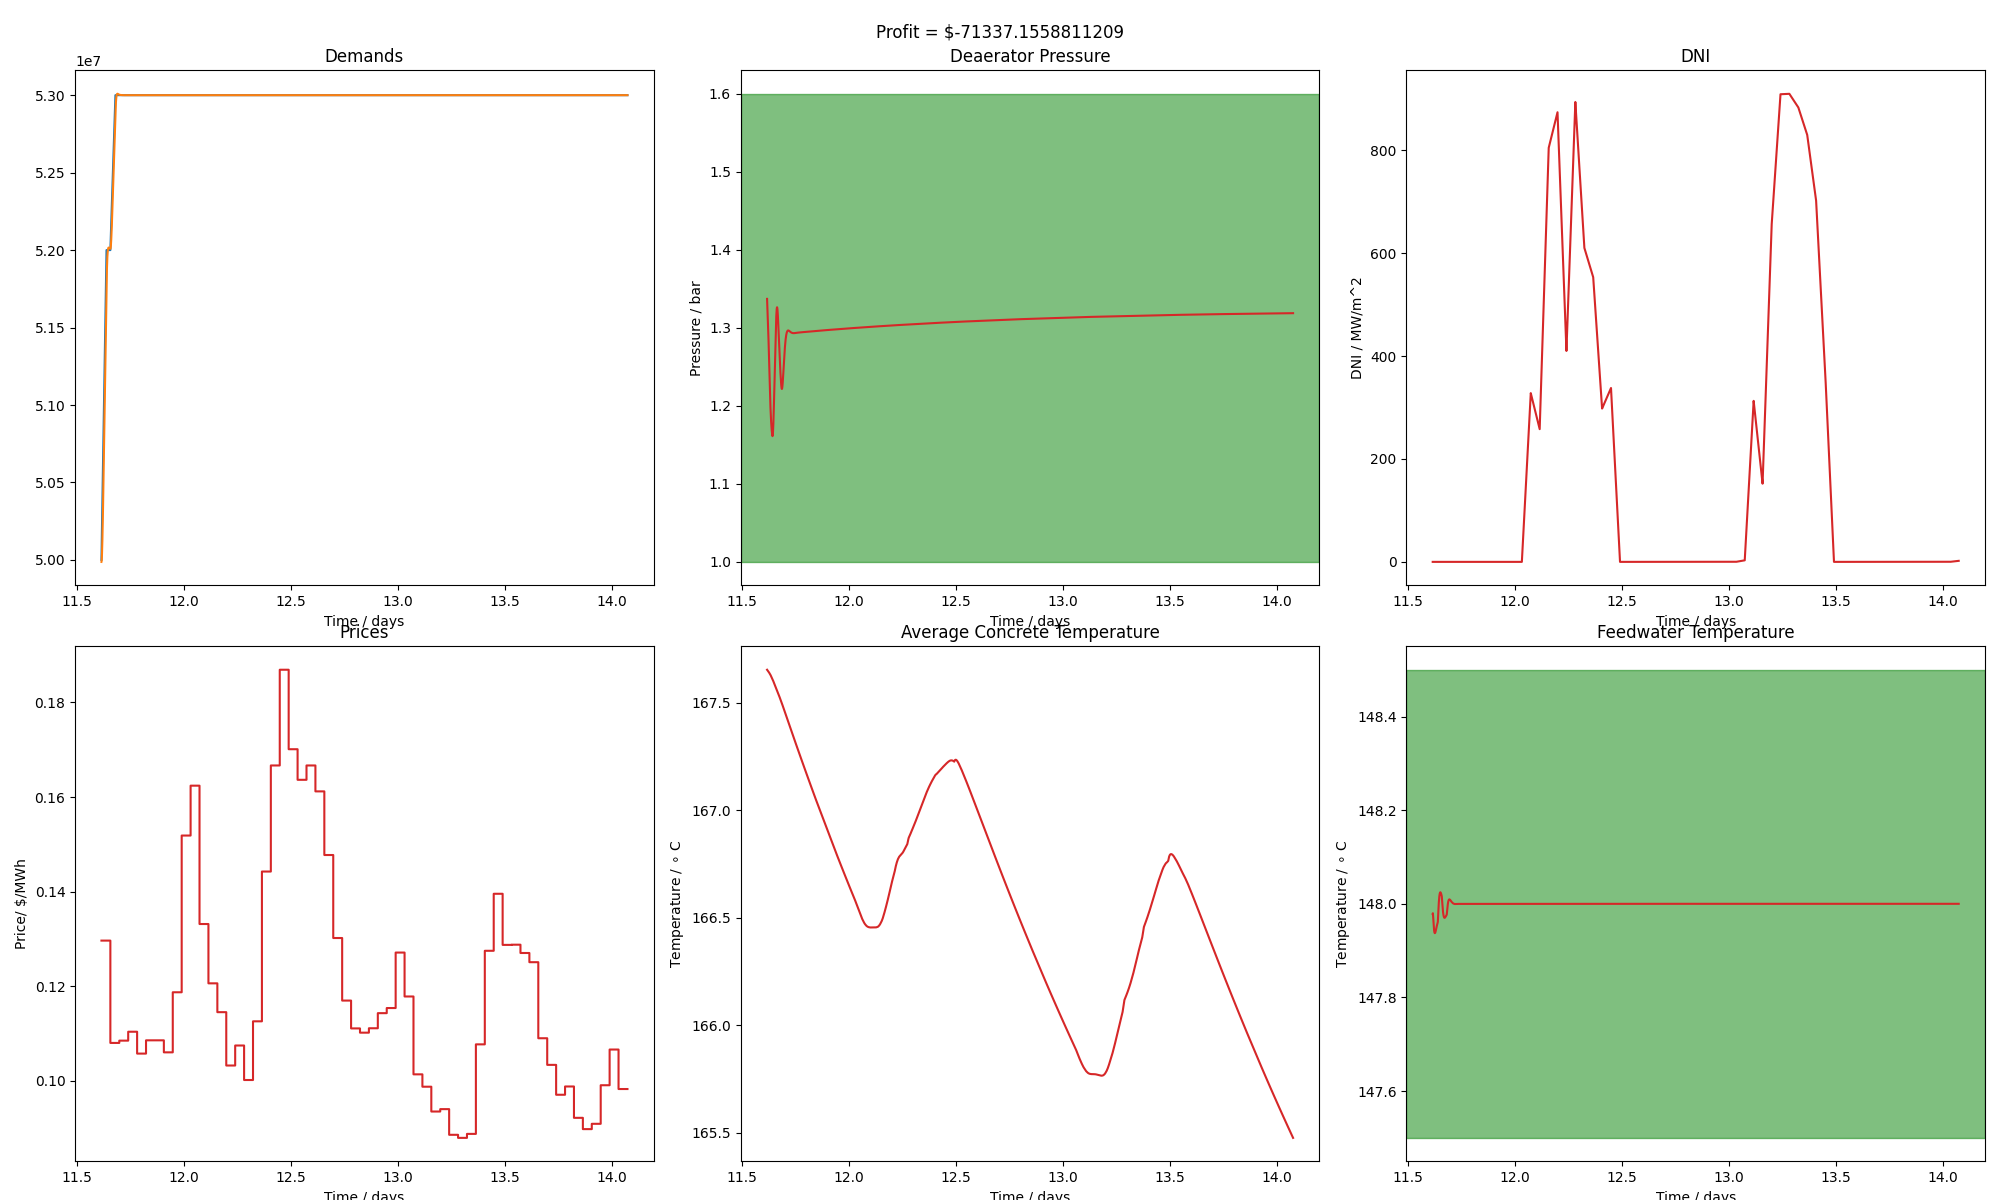 Profit = $-71337.1558811209
Demands
1e7
5.30
5.25
5.20
5.15
5.10
5.05
5.00
11.5 12.0 12.5 13.0 13.5 14.0
Time / days
Deaerator Pressure
Pressure / bar
1.6
1.5
1.4
1.3
1.2
1.1
1.0
11.5 12.0 12.5 13.0 13.5 14.0
Time / days
DNI
DNI / MW/m^2
800
600
400
200
0
11.5 12.0 12.5 13.0 13.5 14.0
Time / days
Prices
Price/ $/MWh
0.18
0.16
0.14
0.12
0.10
11.5 12.0 12.5 13.0 13.5 14.0
Time / days
Average Concrete Temperature
Temperature / ∘ C
167.5
167.0
166.5
166.0
165.5
11.5 12.0 12.5 13.0 13.5 14.0
Time / days
Feedwater Temperature
Temperature / ∘ C
148.4
148.2
148.0
147.8
147.6
11.5 12.0 12.5 13.0 13.5 14.0
Time / days